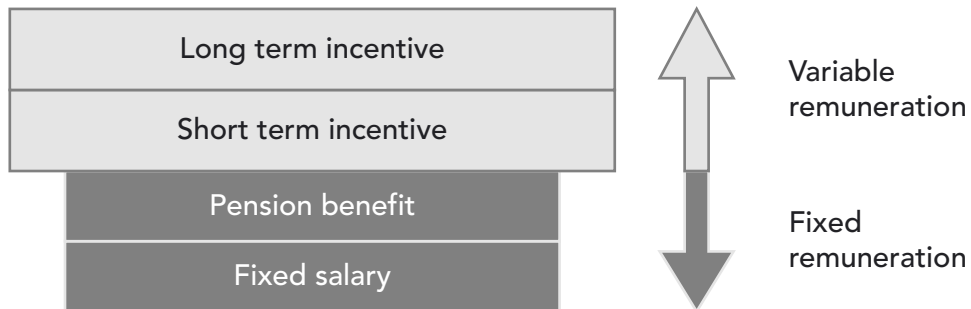 Long term incentive
Short term incentive
Pension benefit
Fixed salary
Variable
remuneration
Fixed
remuneration